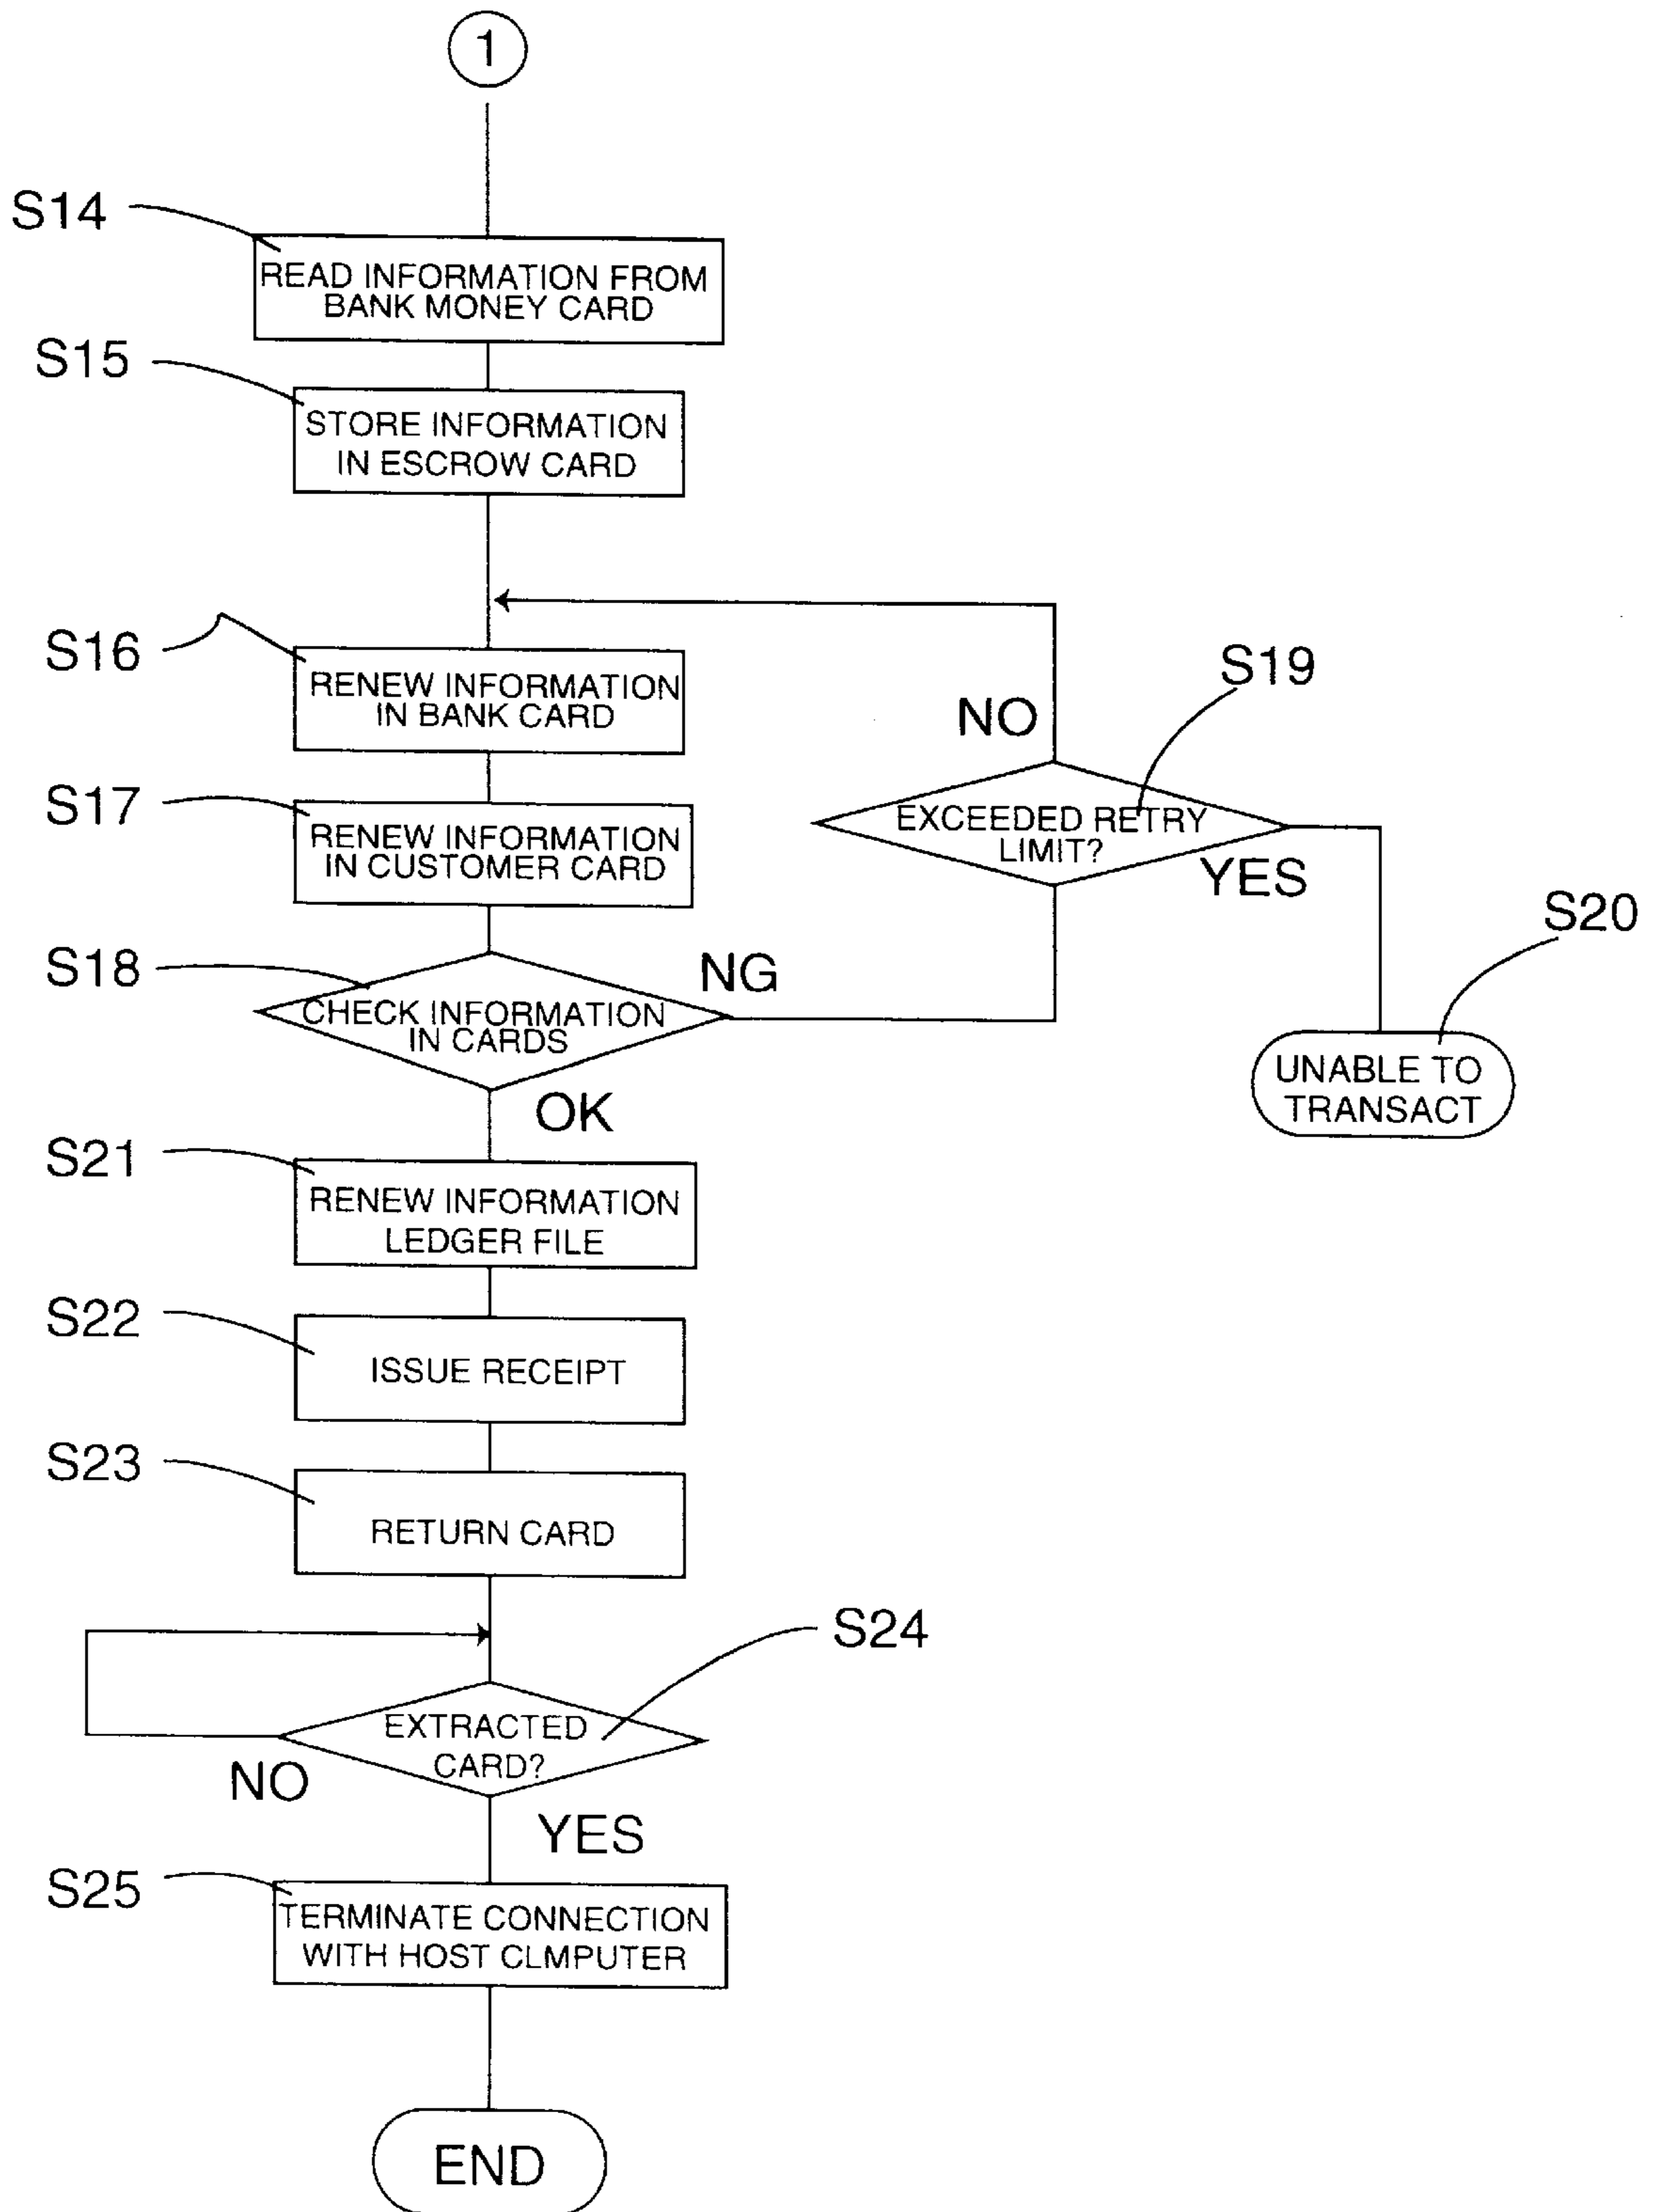 1
S14
READ INFORMATION FROM
BANK MONEY CARD
S15
STORE INFORMATION
IN ESCROW CARD
S16
RENEW INFORMATION
IN BANK CARD
S19
NO
EXCEEDED RETRY
LIMIT?
YES
S17
RENEW INFORMATION
IN CUSTOMER CARD
S20
UNABLE TO
TRANSACT
S18
NG
CHECK INFORMATION
IN CARDS
OK
S21
RENEW INFORMATION
LEDGER FILE
S22
ISSUE RECEIPT
S23
RETURN CARD
S24
EXTRACTED
CARD?
NO
YES
S25
TERMINATE CONNECTION
WITH HOST CLMPUTER
END